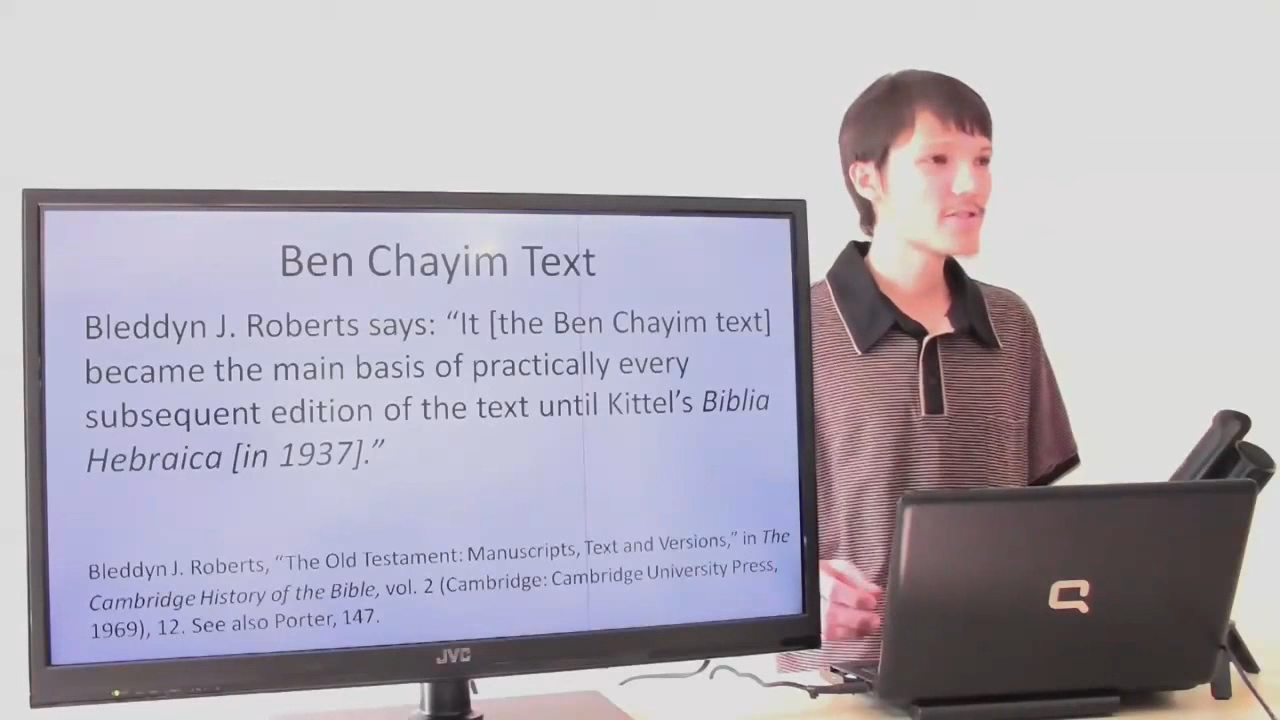 Ben Chayim Text
Bleddyn J. Roberts says: “It [the Ben Chayim text]
became the main basis of practically every
subsequent edition of the text until Kittel’s Biblia
Hebraica [in 1937].”
Bleddyn J. Roberts, “The Old Testament: Manuscripts, Text and Versions,” in The
Cambridge History of the Bible, vol. 2 (Cambridge: Cambridge University Press,
1969), 12. See also Porter, 147.
JVC